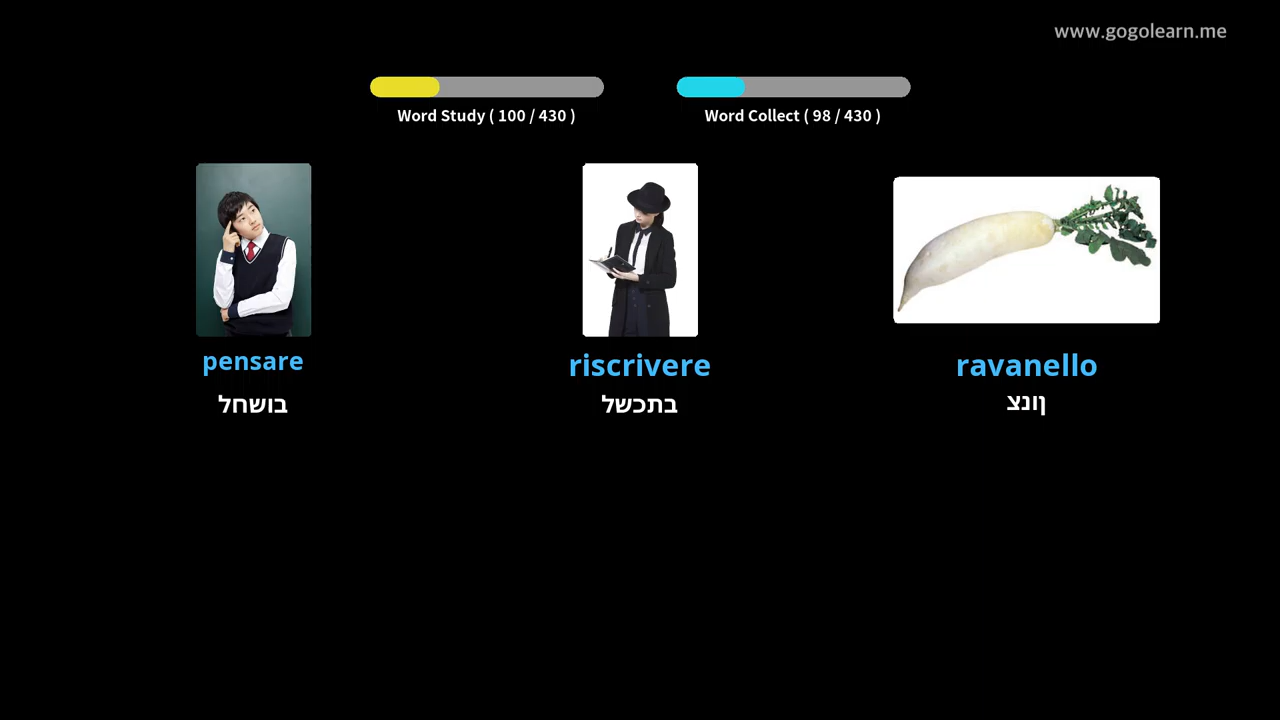 www.gogolearn.me
Word Study ( 100 / 430 )
Word Collect ( 98 / 430 )
pensare
בושחל
riscrivere
בתכשל
ravanello
ןונצ